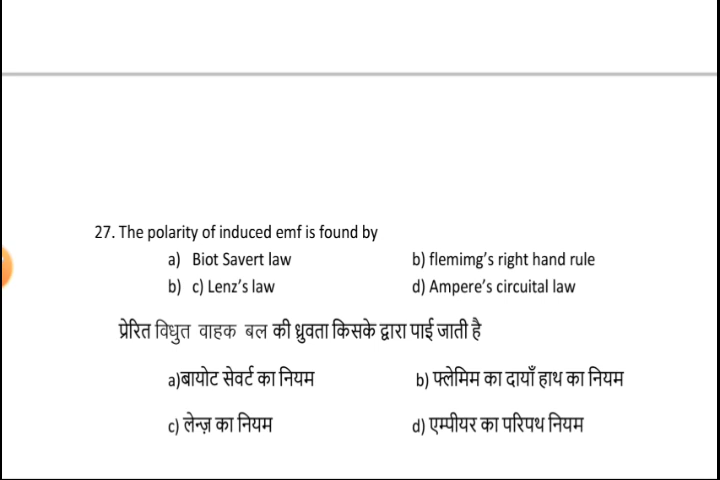 27. The polarity of induced emf is found by
a) Biot Savert law b) flemimg's right hand rule
b) c) Lenz's law d) Ampere's circuital law
प्रेरित विधुत वाहक बल की ध्रुवता किसके द्वारा पाई जाती है
a)बायोट सेवर्ट का नियम b) फ्लेमिम का दायाँ हाथ का नियम
c) लेन्ज़ का नियम d) एम्पीयर का परिपथ नियम